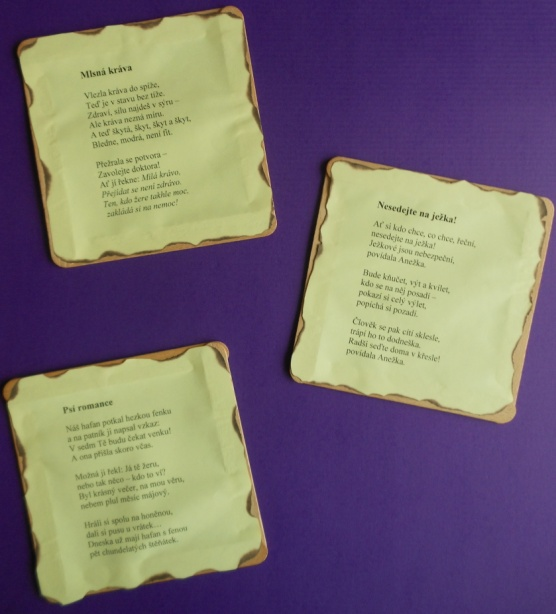 Mlsná kráva
Vlezla kráva do spíže,
Teď je v stavu bez tíže.
Zdraví, sílu najdeš v sýru –
Ale kráva nezná míru.
A teď škytá, škyt, škyt a škyt,
Bledne, modrá, není fit.
Přežrala se potvora –
Zavolejte doktora!
Ať jí řekne: Milá krávo,
Přejídat se není zdrávo.
Ten, kdo žere takhle moc,
zakládá si na nemoc!
Nesedejte na ježka!
Ať si kdo chce, co chce, řeční,
nesedejte na ježka!
Ježkové jsou nebezpeční,
povídala Anežka.
Bude kňučet, výt a kvílet,
kdo se na něj posadí –
pokazí si celý výlet,
popíchá si pozadí.
Člověk se pak cítí sklesle,
trápí ho to dodneška.
Radši seďte doma v křesle!
povídala Anežka.
Psí romance
Náš hafan potkal hezkou fenku
a na patník jí napsal vzkaz:
V sedm Tě budu čekat venku!
A ona přišla skoro včas.
Možná jí řekl: Já tě žeru,
nebo tak něco – kdo to ví?
Byl krásný večer, na mou věru,
nebem plul měsíc májový.
Hráli si spolu na honěnou,
dali si pusu u vrátek…
Dneska už mají hafan s fenou
pět chundelatých štěňátek.